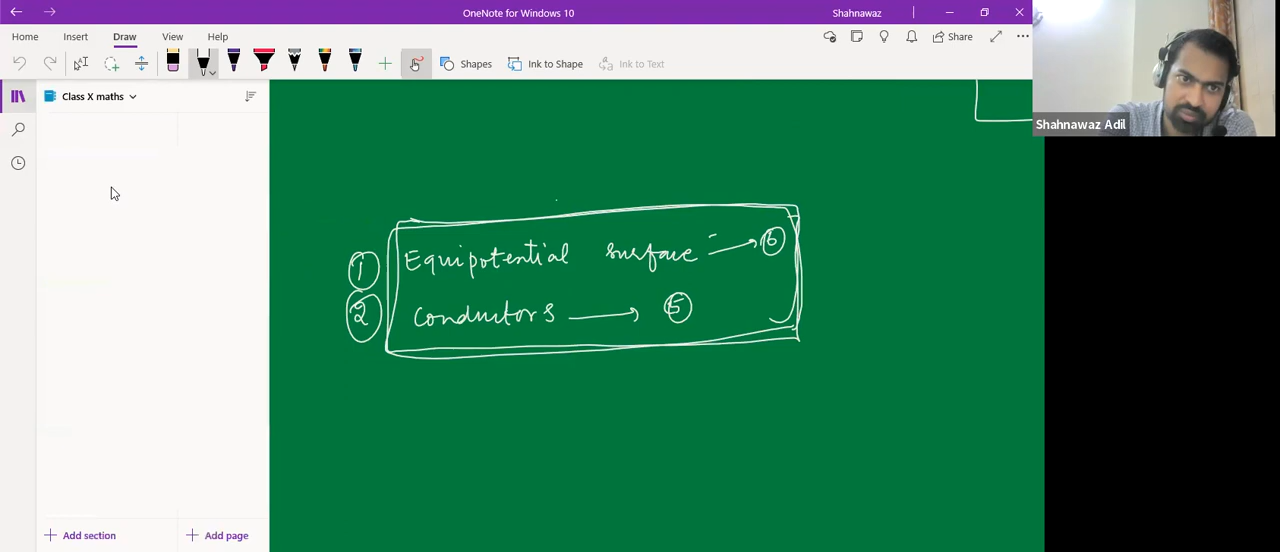 OneNote for Windows 10
Shahnawaz
Home Insert Draw View Help
Share
Shapes Ink to Shape Ink to Text
Class X maths
Shahnawaz Adil
① Equipotential surface → ⑥
② Conductors → ⑤
Add section Add page